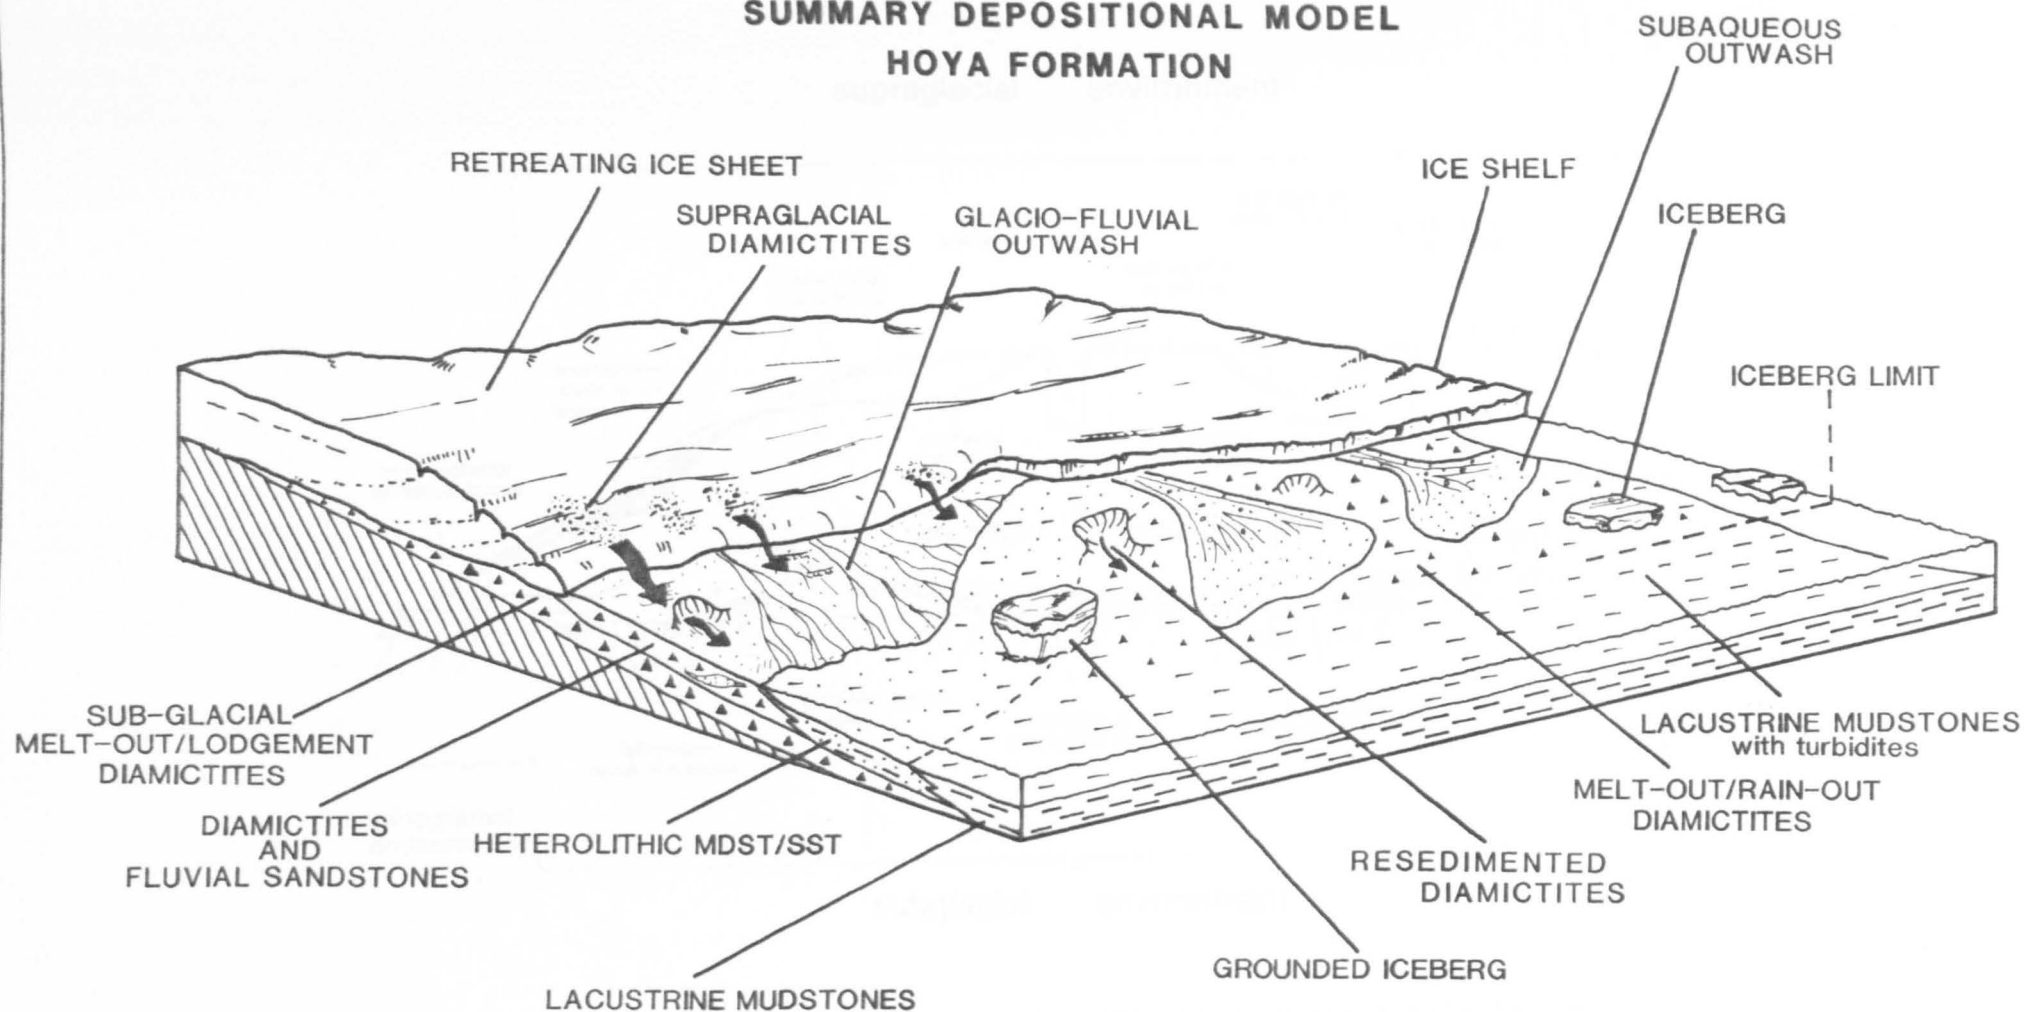 SUMMARY DEPOSITIONAL MODEL
HOYA FORMATION
SUBAQUEOUS
OUTWASH
RETREATING ICE SHEET
SUPRAGLACIAL
DIAMICTITES
GLACIO-FLUVIAL
OUTWASH
ICE SHELF
ICEBERG
ICEBERG LIMIT
SUB-GLACIAL
MELT-OUT/LODGEMENT
DIAMICTITES
DIAMICTITES
AND
FLUVIAL SANDSTONES
HETEROLITHIC MDST/SST
LACUSTRINE MUDSTONES
LACUSTRINE MUDSTONES
with turbidites
MELT-OUT/RAIN-OUT
DIAMICTITES
RESEDIMENTED
DIAMICTITES
GROUNDED ICEBERG